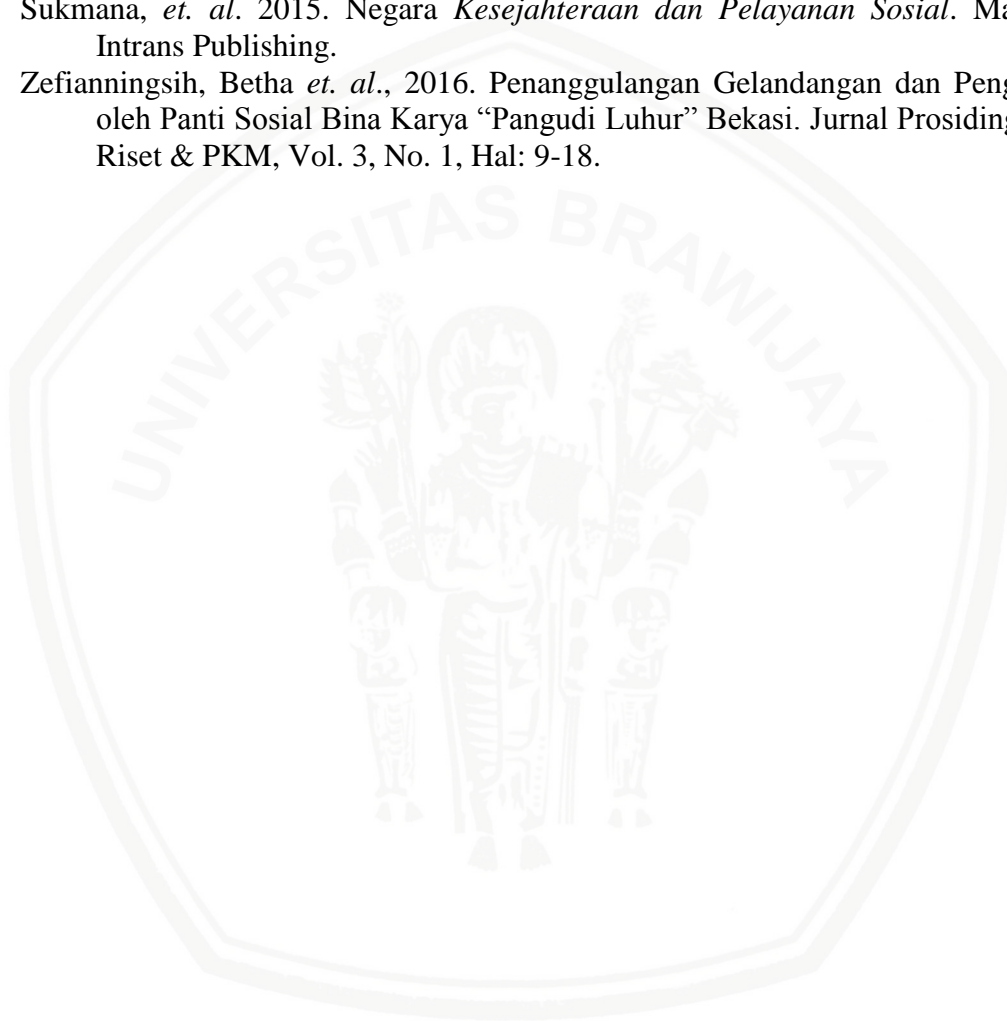 Sukmana, et. al. 2015. Negara Kesejahteraan dan Pelayanan Sosial.
Intrans Publishing.
Zefianningsih, Betha et. al., 2016. Penanggulangan Gelandangan dan
oleh Panti Sosial Bina Karya “Pangudi Luhur” Bekasi. Jurnal Prosiding
Riset & PKM, Vol. 3, No. 1, Hal: 9-18.
UNIVERSITAS BRAWIJAYA